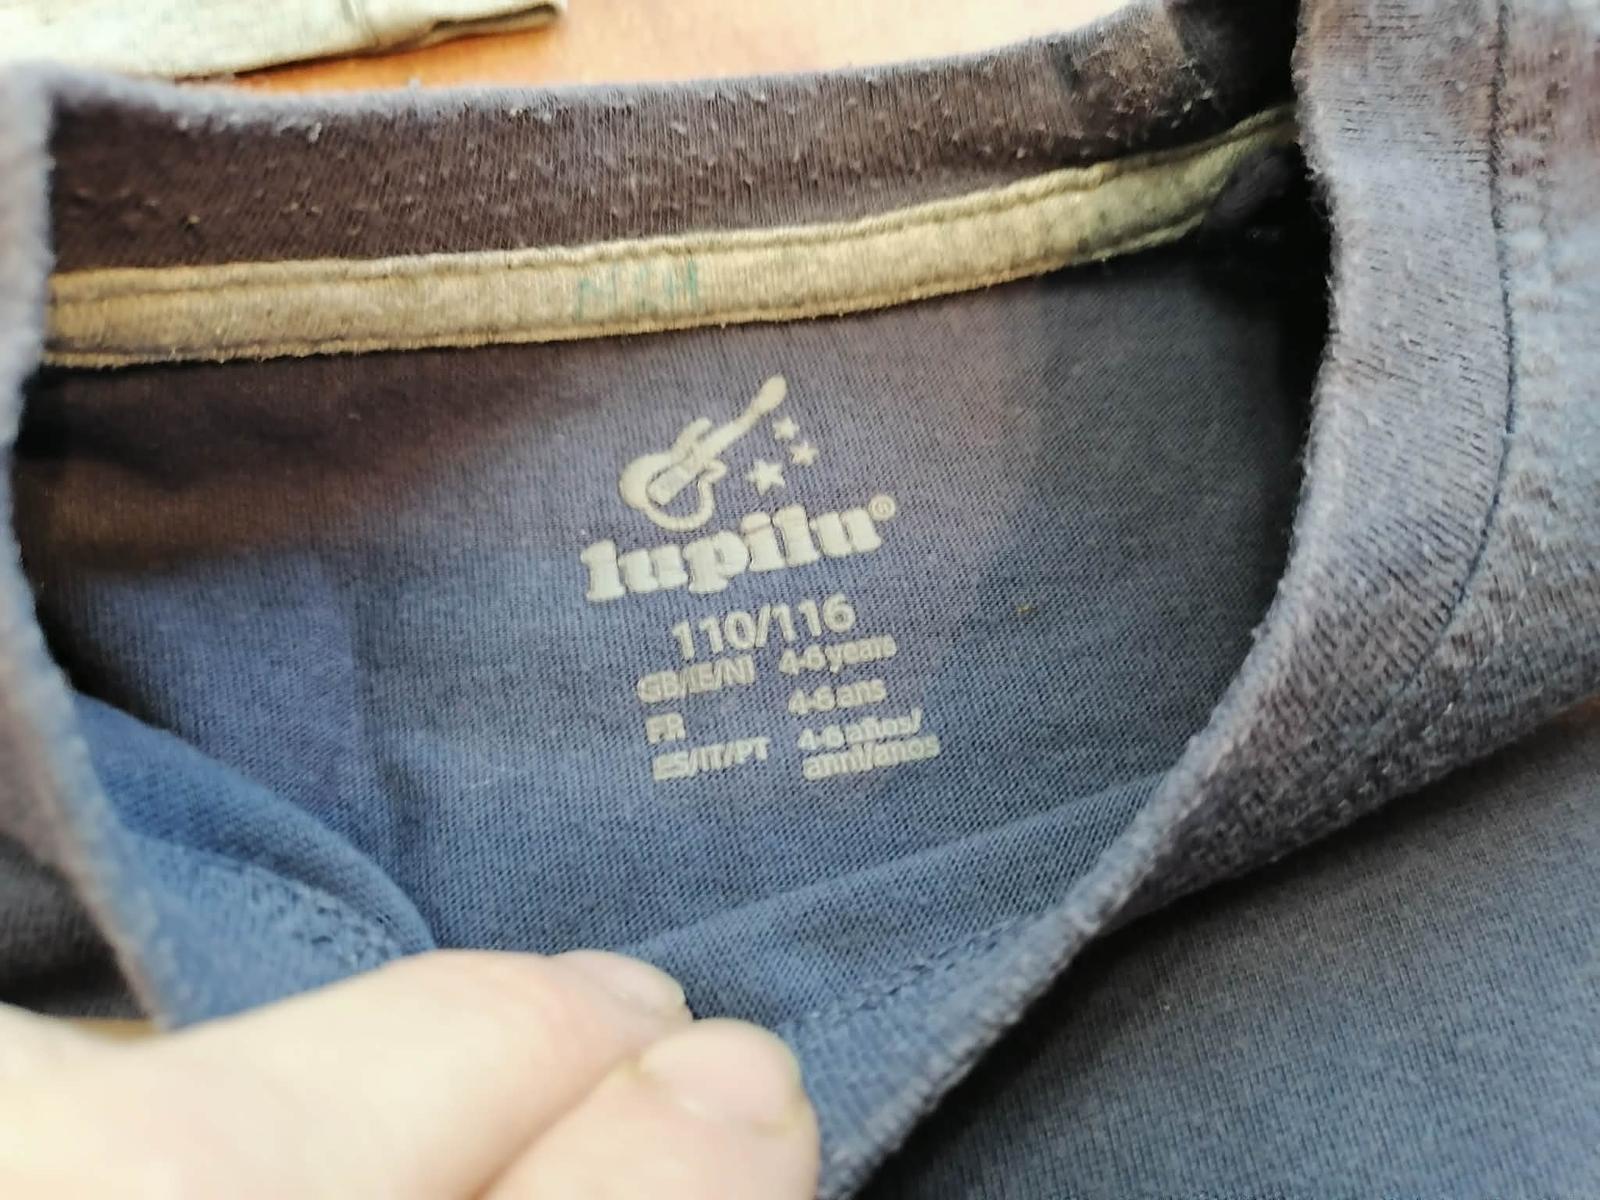 lupilu®
110/116
GB/IE/NI 4-6 years
FR 4-6 ans
ES/IT/PT 4-6 años/
anni/anos